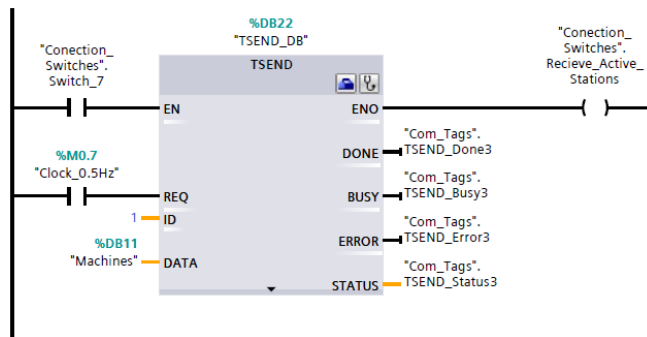 %DB22
"TSEND_DB"
TSEND
"Conection_
Switches".
Switch_7
EN
ENO
"Conection_
Switches".
Recieve_Active_
Stations
DONE
"Com_Tags".
TSEND_Done3
%M0.7
"Clock_0.5Hz"
REQ
BUSY
"Com_Tags".
TSEND_Busy3
1
ID
ERROR
"Com_Tags".
TSEND_Error3
%DB11
"Machines"
DATA
STATUS
"Com_Tags".
TSEND_Status3